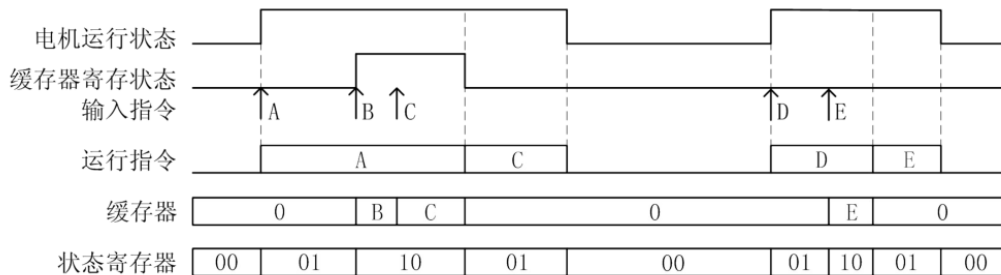 电机运行状态
缓存器寄存状态
输入指令 A B C D E
运行指令 A C D E
缓存器 0 B C 0 E 0
状态寄存器 00 01 10 01 00 01 10 01 00